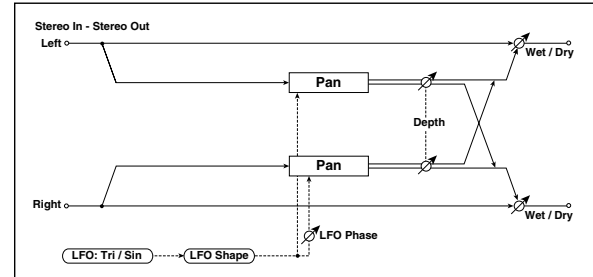 Stereo In - Stereo Out
Left
Wet / Dry
Pan
Depth
Pan
Right
Wet / Dry
LFO Phase
LFO: Tri / Sin
LFO Shape